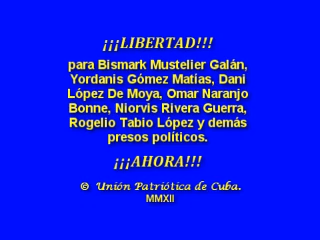 ¡¡¡LIBERTAD!!!
para Bismark Mustelier Galán,
Yordanis Gómez Matías, Dani
López De Moya, Omar Naranjo
Bonne, Niorvis Rivera Guerra,
Rogelio Tabio López y demás
presos políticos.
¡¡¡AHORA!!!
© Unión Patriótica de Cuba.
MMXII